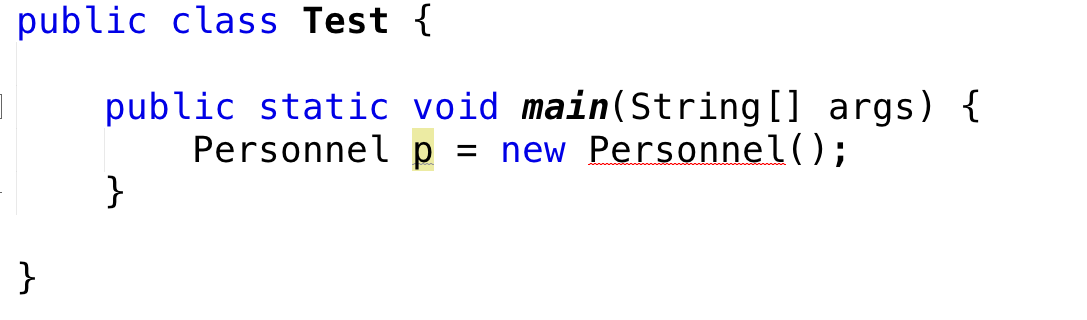 public class Test {
public static void main(String[] args) {
Personnel p = new Personnel();
}
}